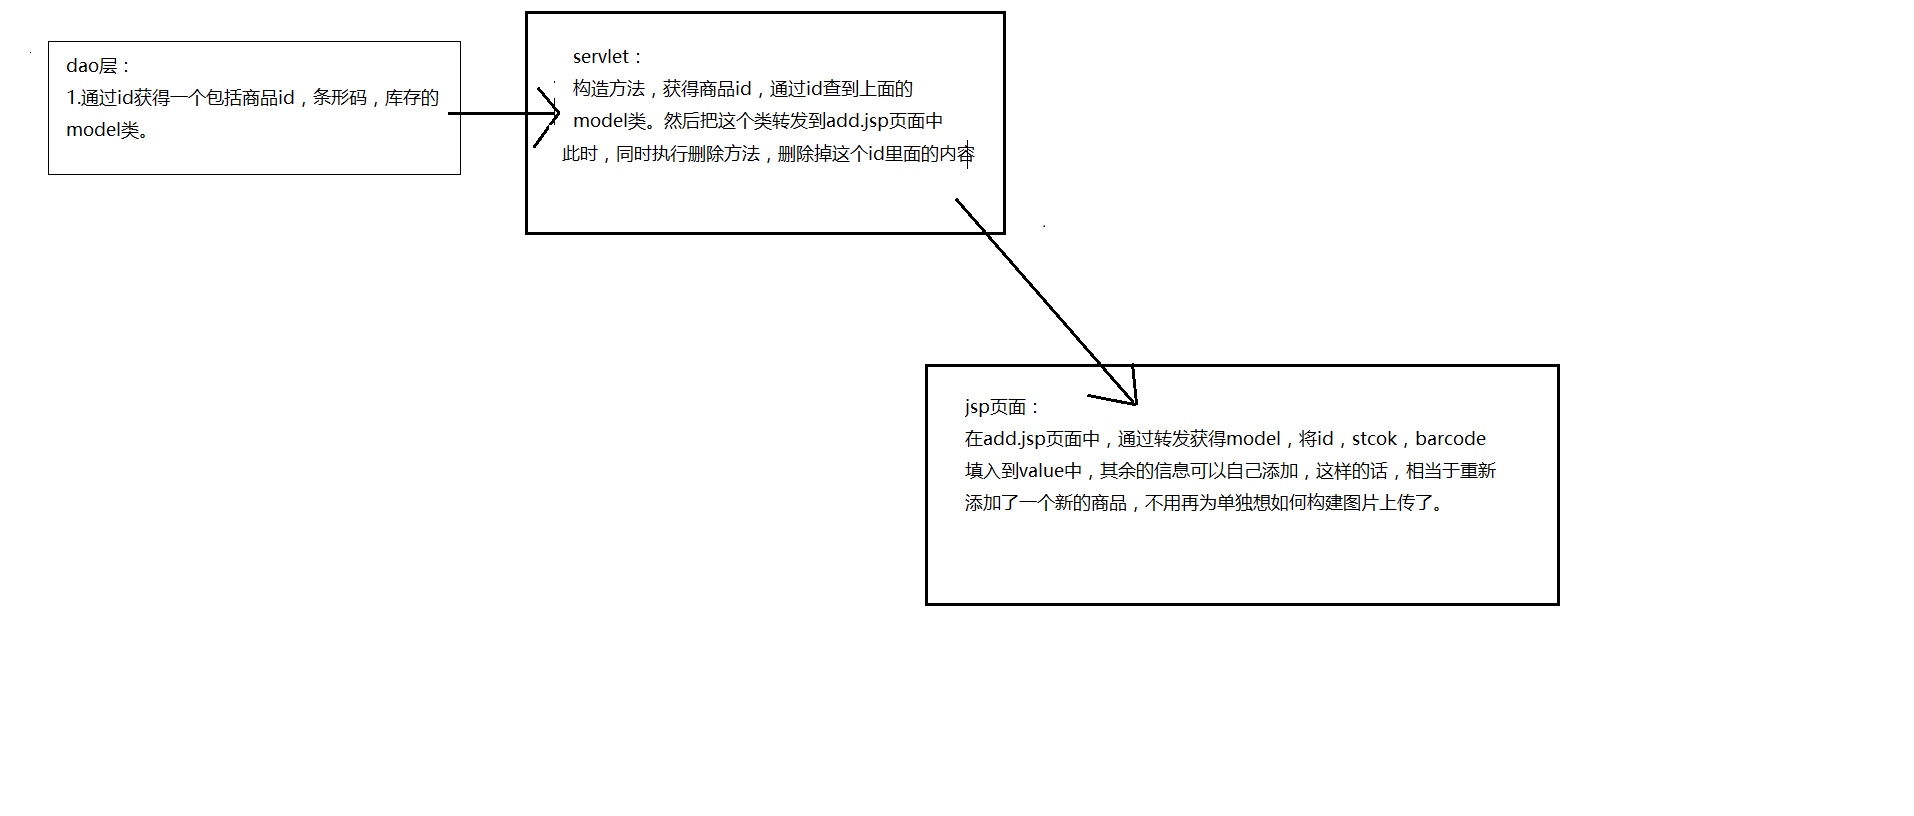 dao层：
1.通过id获得一个包括商品id，条形码，库存的
model类。
servlet：
构造方法，获得商品id，通过id查到上面的
model类。然后把这个类转发到add.jsp页面中
此时，同时执行删除方法，删除掉这个id里面的内容
jsp页面：
在add.jsp页面中，通过转发获得model，将id，stcok，barcode
填入到value中，其余的信息可以自己添加，这样的话，相当于重新
添加了一个新的商品，不用再为单独想如何构建图片上传了。